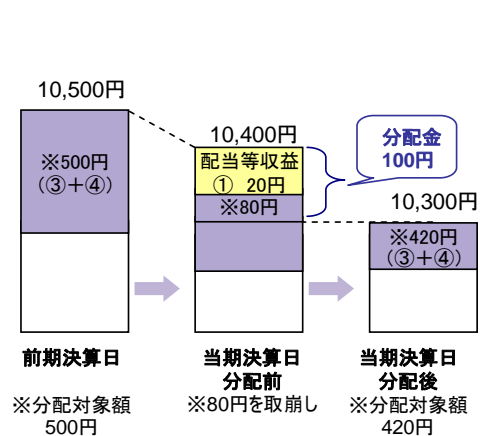 10,500円
※500円
(③+④)
前期決算日
※分配対象額
500円
10,400円
配当等収益
① 20円
※80円
当期決算日
分配前
※80円を取崩し
分配金
100円
10,300円
※420円
(③+④)
当期決算日
分配後
※分配対象額
420円